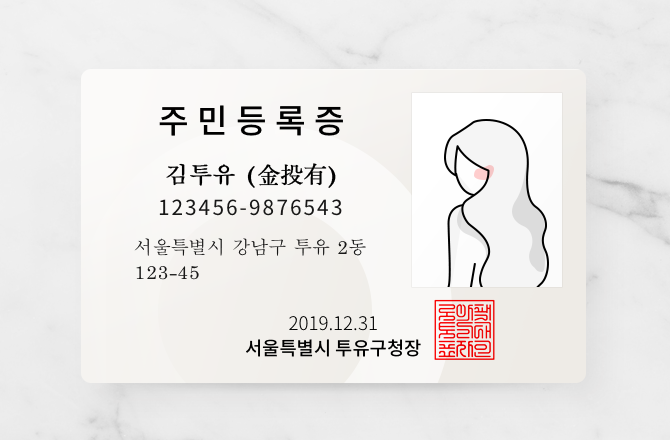 주민등록증
김투유 (金投有)
123456-9876543
서울특별시 강남구 투유 2동
123-45
2019.12.31
서울특별시 투유구청장